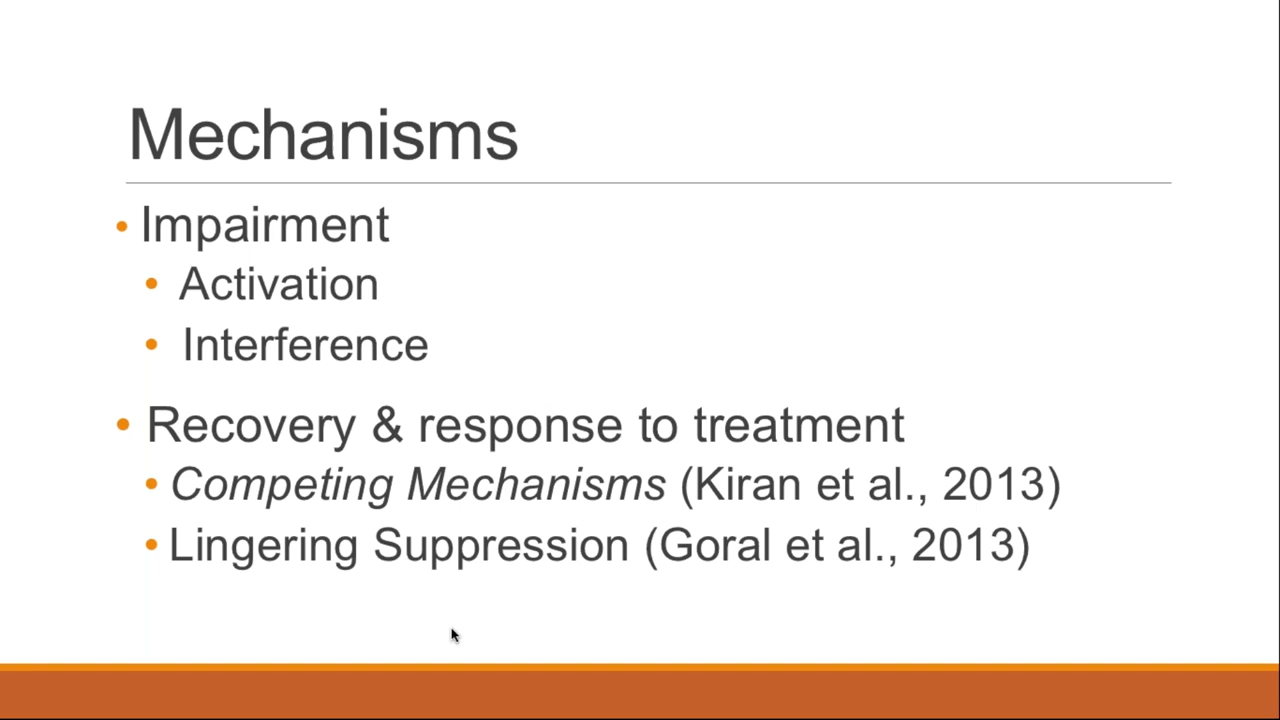 Mechanisms
• Impairment
• Activation
• Interference
• Recovery & response to treatment
• Competing Mechanisms (Kiran et al., 2013)
• Lingering Suppression (Goral et al., 2013)